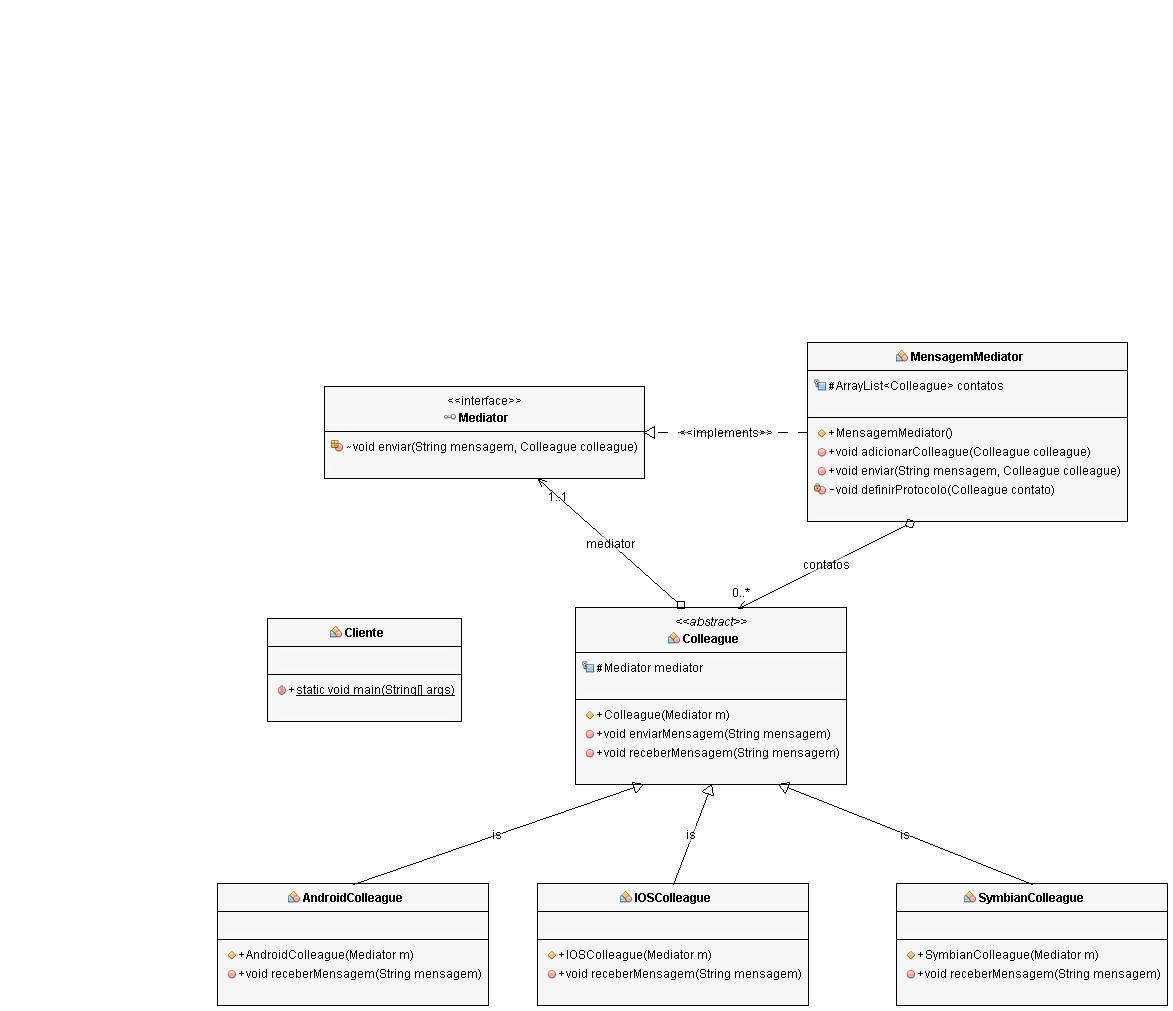 MensagemMediator
#ArrayList<Colleague> contatos
+MensagemMediator()
+void adicionarColleague(Colleague colleague)
+void enviar(String mensagem, Colleague colleague)
-void definirProtocolo(Colleague contato)
<<interface>>
Mediator
~void enviar(String mensagem, Colleague colleague)
<<implements>>
1..1
mediator
contatos
0..*
Cliente
+static void main(String[] args)
<<abstract>>
Colleague
#Mediator mediator
+Colleague(Mediator m)
+void enviarMensagem(String mensagem)
+void receberMensagem(String mensagem)
is
is
is
AndroidColleague
+AndroidColleague(Mediator m)
+void receberMensagem(String mensagem)
IOSColleague
+IOSColleague(Mediator m)
+void receberMensagem(String mensagem)
SymbianColleague
+SymbianColleague(Mediator m)
+void receberMensagem(String mensagem)